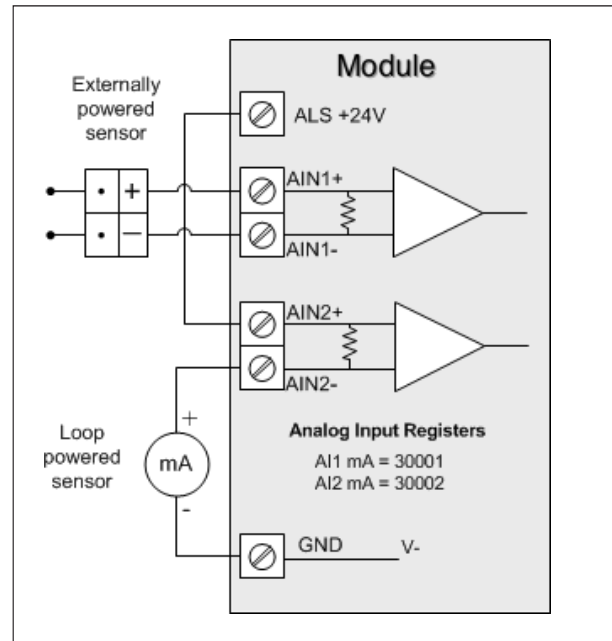 Module
Externally
powered
sensor
ALS +24V
+
AIN1+
–
AIN1-
AIN2+
AIN2-
+
Loop
powered
sensor
mA
-
Analog Input Registers
AI1 mA = 30001
AI2 mA = 30002
GND
V-